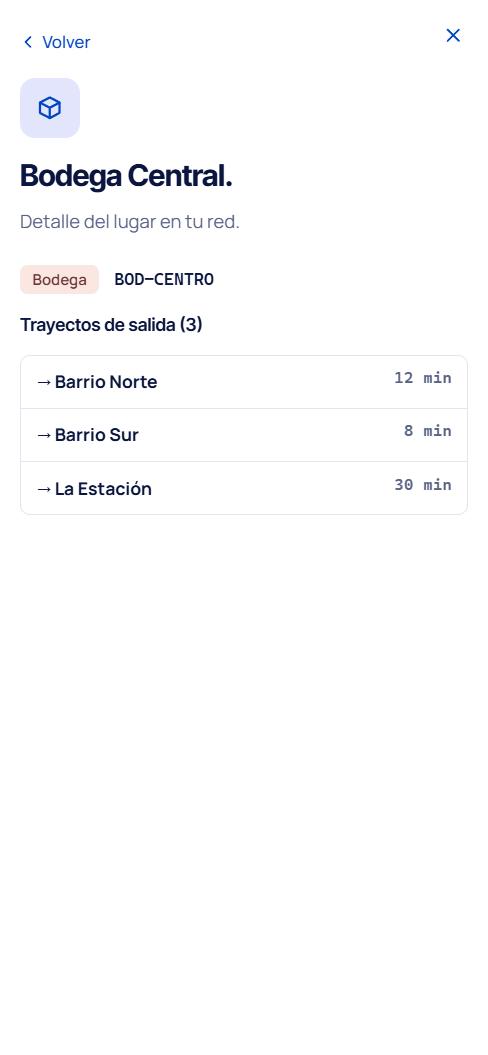 Volver
Bodega Central.
Detalle del lugar en tu red.
Bodega BOD-CENTRO
Trayectos de salida (3)
→ Barrio Norte 12 min
→ Barrio Sur 8 min
→ La Estación 30 min